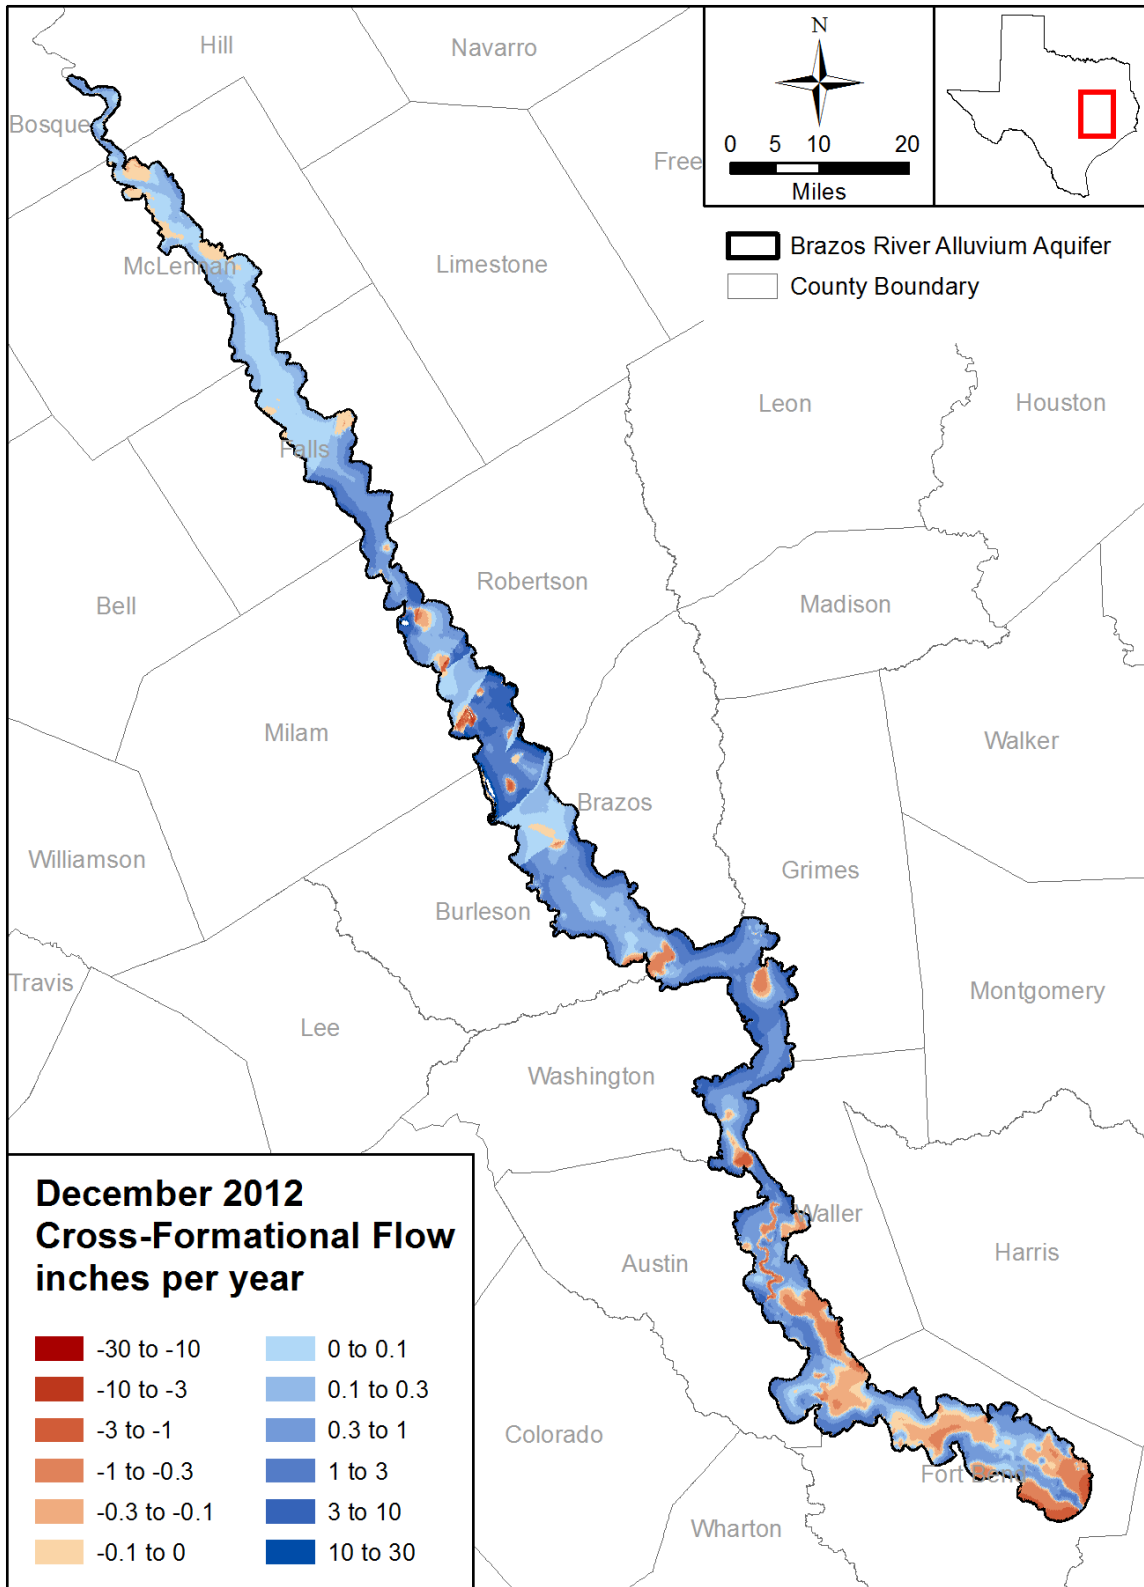 Hill
Navarro
N
0 5 10 20
Miles
Bosque
Free
Brazos River Alluvium Aquifer
County Boundary
McLennan
Limestone
Leon
Houston
Falls
Robertson
Madison
Bell
Milam
Walker
Brazos
Williamson
Grimes
Burleson
Travis
Montgomery
Lee
Washington
Waller
Harris
Austin
Colorado
Fort Bend
Wharton
December 2012
Cross-Formational Flow
inches per year
-30 to -10
-10 to -3
-3 to -1
-1 to -0.3
-0.3 to -0.1
-0.1 to 0
0 to 0.1
0.1 to 0.3
0.3 to 1
1 to 3
3 to 10
10 to 30